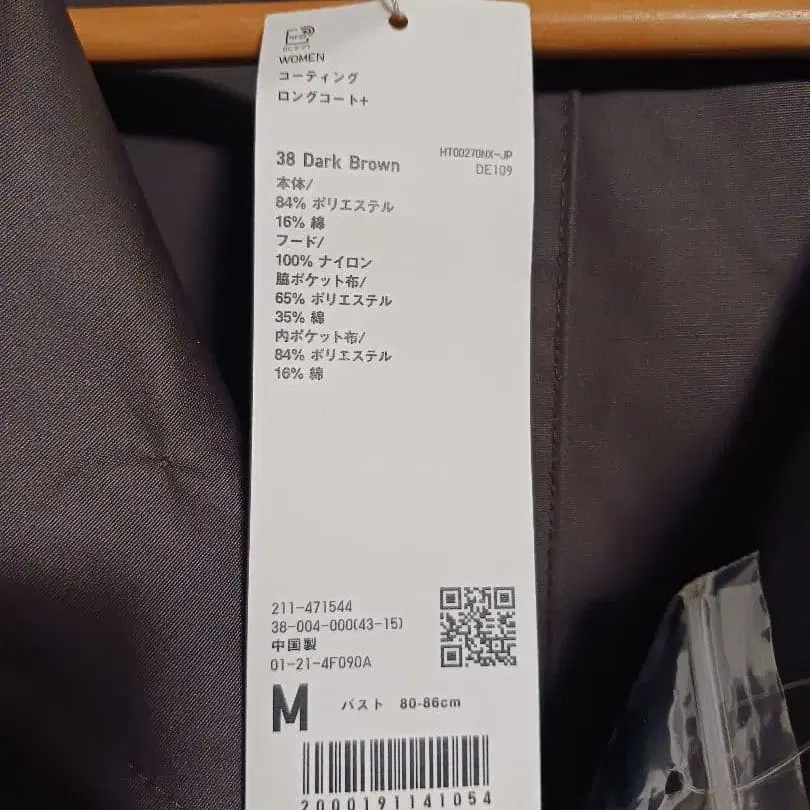 WOMEN
コーティング
ロングコート+
38 Dark Brown
HT00270NX-JP
DE109
本体/
84% ポリエステル
16% 綿
フード/
100% ナイロン
脇ポケット布/
65% ポリエステル
35% 綿
内ポケット布/
84% ポリエステル
16% 綿
211-471544
38-004-000(43-15)
中国製
01-21-4F090A
M バスト 80-86cm
2000191141054